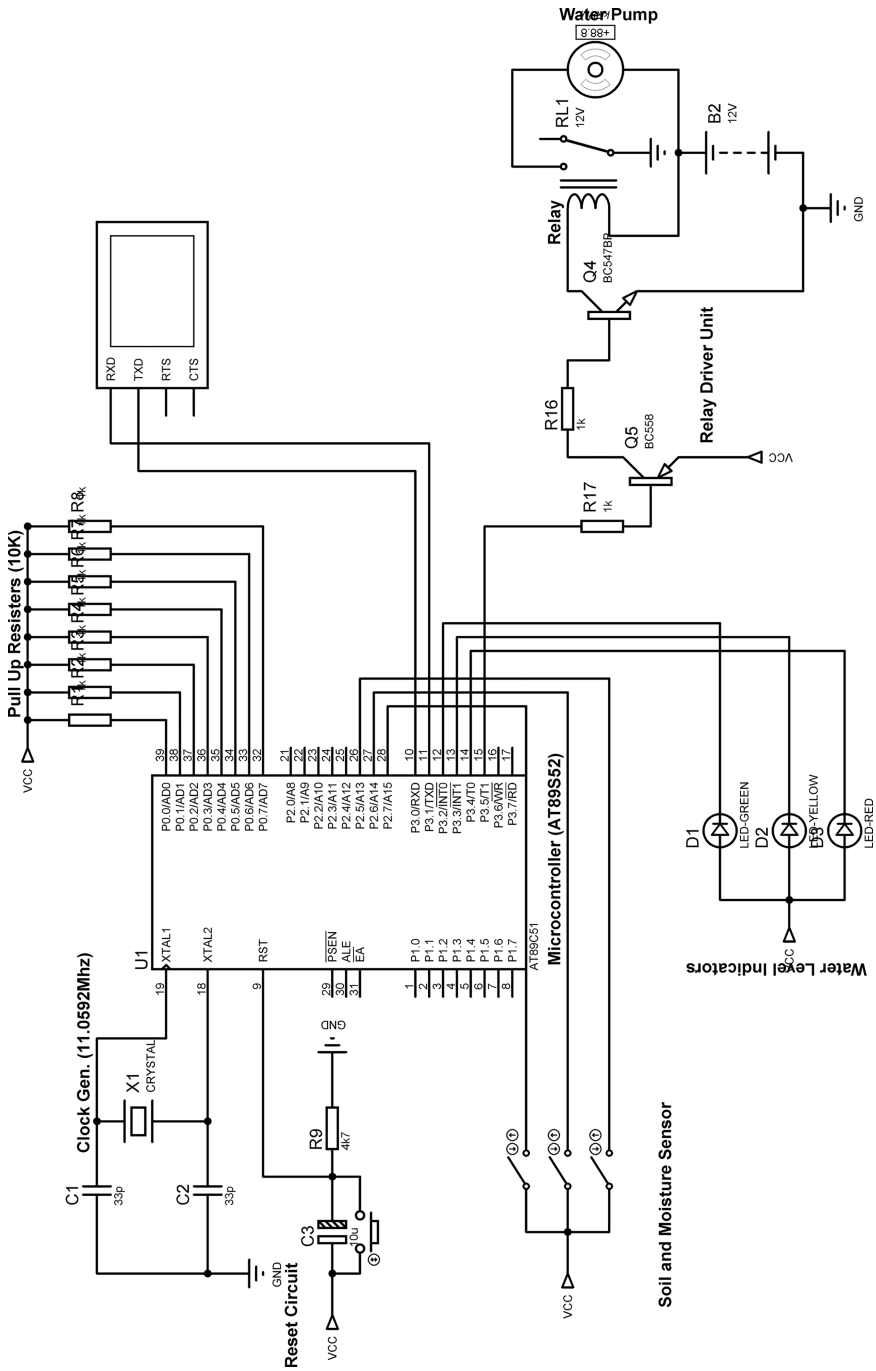 Water Pump
+88.8
RL1
12V
B2
12V
Relay
Q4
BC547BP
GND
Relay Driver Unit
R16
1k
Q5
BC558
VCC
R17
1k
RXD
TXD
RTS
CTS
Pull Up Resisters (10K)
R8
R7
R6
R5
R4
R3
R2
R1
VCC
39
38
37
36
35
34
33
32
21
22
23
24
25
26
27
28
10
11
12
13
14
15
16
17
P0.0/AD0
P0.1/AD1
P0.2/AD2
P0.3/AD3
P0.4/AD4
P0.5/AD5
P0.6/AD6
P0.7/AD7
P2.0/A8
P2.1/A9
P2.2/A10
P2.3/A11
P2.4/A12
P2.5/A13
P2.6/A14
P2.7/A15
P3.0/RXD
P3.1/TXD
P3.2/INT0
P3.3/INT1
P3.4/T0
P3.5/T1
P3.6/WR
P3.7/RD
U1
XTAL1
XTAL2
RST
PSEN
ALE
EA
P1.0
P1.1
P1.2
P1.3
P1.4
P1.5
P1.6
P1.7
AT89C51
Microcontroller (AT89S52)
19
18
9
29
30
31
1
2
3
4
5
6
7
8
Clock Gen. (11.0592Mhz)
X1
CRYSTAL
C1
33p
C2
33p
GND
GND
R9
4k7
C3
10u
VCC
Reset Circuit
D1
LED-GREEN
D2
LED-YELLOW
D3
LED-RED
VCC
Water Level Indicators
VCC
Soil and Moisture Sensor